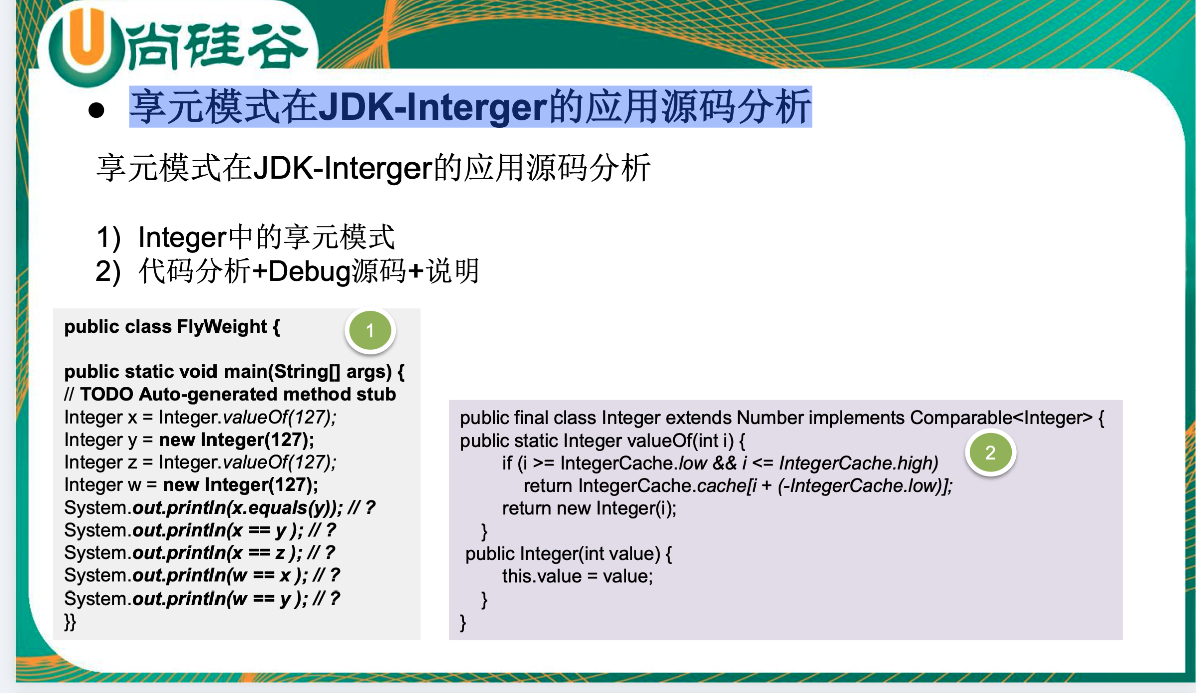 尚硅谷
● 享元模式在JDK-Interger的应用源码分析
享元模式在JDK-Interger的应用源码分析
1) Integer中的享元模式
2) 代码分析+Debug源码+说明
1
public class FlyWeight {
public static void main(String[] args) {
// TODO Auto-generated method stub
Integer x = Integer.valueOf(127);
Integer y = new Integer(127);
Integer z = Integer.valueOf(127);
Integer w = new Integer(127);
System.out.println(x.equals(y)); // ?
System.out.println(x == y ); // ?
System.out.println(x == z ); // ?
System.out.println(w == x ); // ?
System.out.println(w == y ); // ?
}}
2
public final class Integer extends Number implements Comparable<Integer> {
public static Integer valueOf(int i) {
if (i >= IntegerCache.low && i <= IntegerCache.high)
return IntegerCache.cache[i + (-IntegerCache.low)];
return new Integer(i);
}
public Integer(int value) {
this.value = value;
}
}